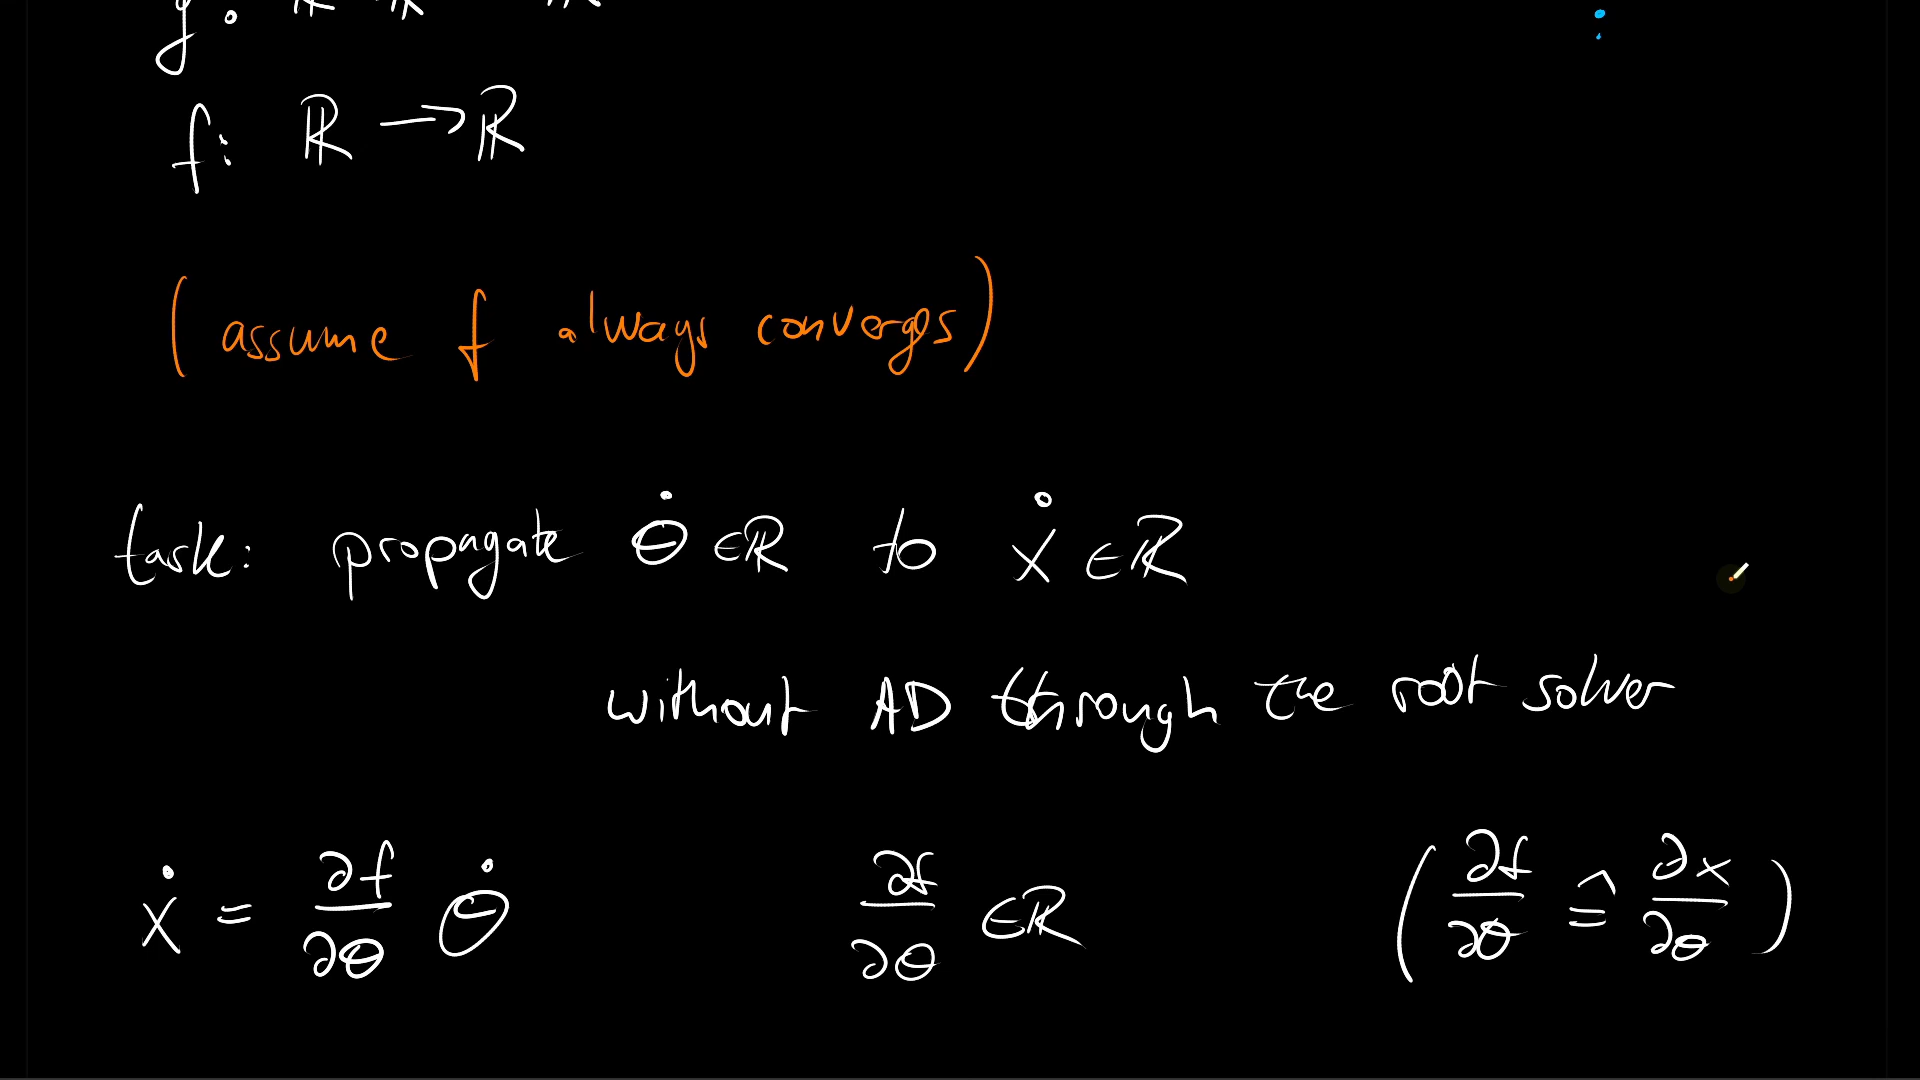 g:
f: ℝ → ℝ
(assume f always converges)
task: propagate θ̇ ∈ ℝ to ẋ ∈ ℝ
without AD through the root solver
ẋ = ∂f/∂θ θ̇ ∂f/∂θ ∈ ℝ (∂f/∂θ ≙ ∂x/∂θ)